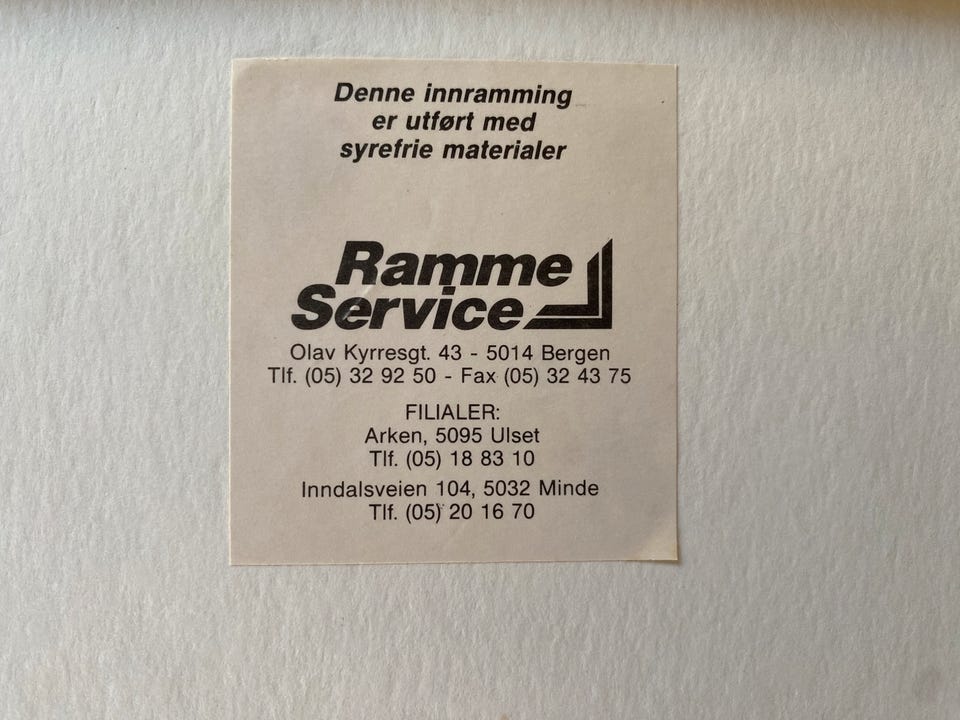 Denne innramming
er utført med
syrefrie materialer
Ramme
Service
Olav Kyrresgt. 43 - 5014 Bergen
Tlf. (05) 32 92 50 - Fax (05) 32 43 75
FILIALER:
Arken, 5095 Ulset
Tlf. (05) 18 83 10
Inndalsveien 104, 5032 Minde
Tlf. (05) 20 16 70